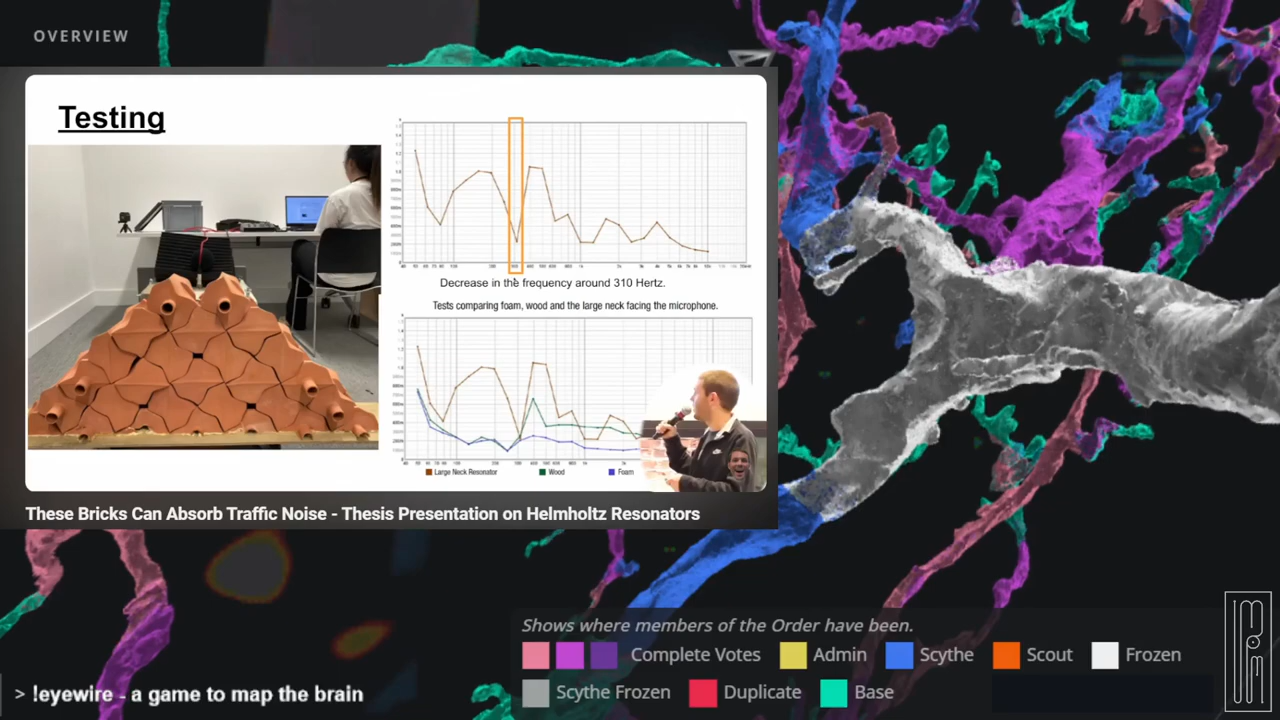 OVERVIEW
Testing
Decrease in the frequency around 310 Hertz.
Tests comparing foam, wood and the large neck facing the microphone.
Large Neck Resonator
Wood
Foam
These Bricks Can Absorb Traffic Noise - Thesis Presentation on Helmholtz Resonators
Shows where members of the Order have been.
Complete Votes
Admin
Scythe
Scout
Frozen
Scythe Frozen
Duplicate
Base
> !eyewire - a game to map the brain